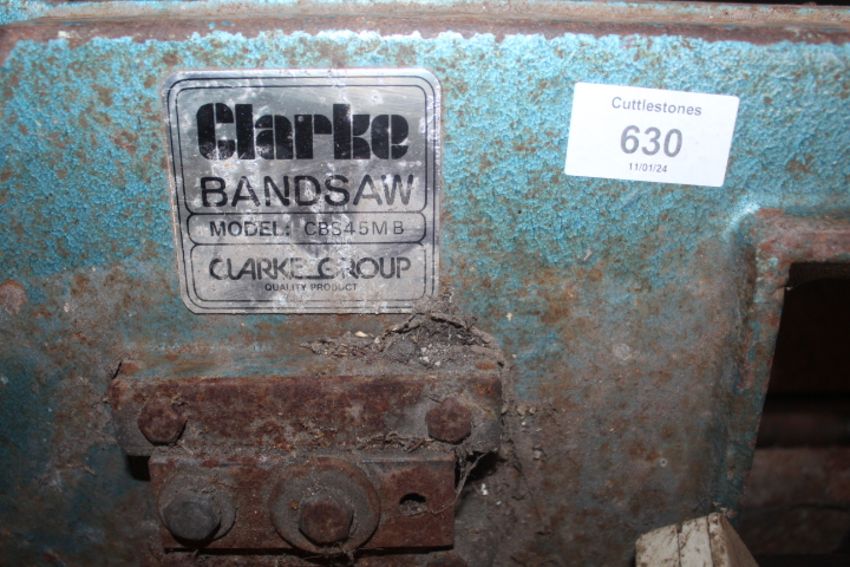 Clarke
BANDSAW
MODEL: CBS45MB
CLARKE GROUP
QUALITY PRODUCT
Cuttlestones
630
11/01/24